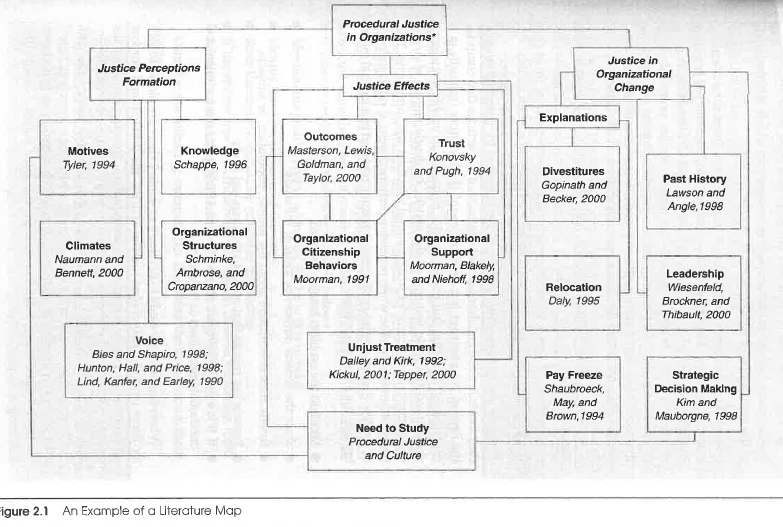 Procedural Justice
in Organizations*
Justice Perceptions
Formation
Justice Effects
Justice in
Organizational
Change
Explanations
Motives
Tyler, 1994
Knowledge
Schappe, 1996
Outcomes
Masterson, Lewis,
Goldman, and
Taylor, 2000
Trust
Konovsky
and Pugh, 1994
Divestitures
Gopinath and
Becker, 2000
Past History
Lawson and
Angle, 1998
Climates
Naumann and
Bennett, 2000
Organizational
Structures
Schminke,
Ambrose, and
Cropanzano, 2000
Organizational
Citizenship
Behaviors
Moorman, 1991
Organizational
Support
Moorman, Blakely,
and Niehoff, 1998
Relocation
Daly, 1995
Leadership
Wiesenfeld,
Brockner, and
Thibault, 2000
Voice
Bies and Shapiro, 1998;
Hunton, Hall, and Price, 1998;
Lind, Kanfer, and Earley, 1990
Unjust Treatment
Dailey and Kirk, 1992;
Kickul, 2001; Tepper, 2000
Pay Freeze
Shaubroeck,
May, and
Brown, 1994
Strategic
Decision Making
Kim and
Mauborgne, 1998
Need to Study
Procedural Justice
and Culture
igure 2.1 An Example of a Literature Map